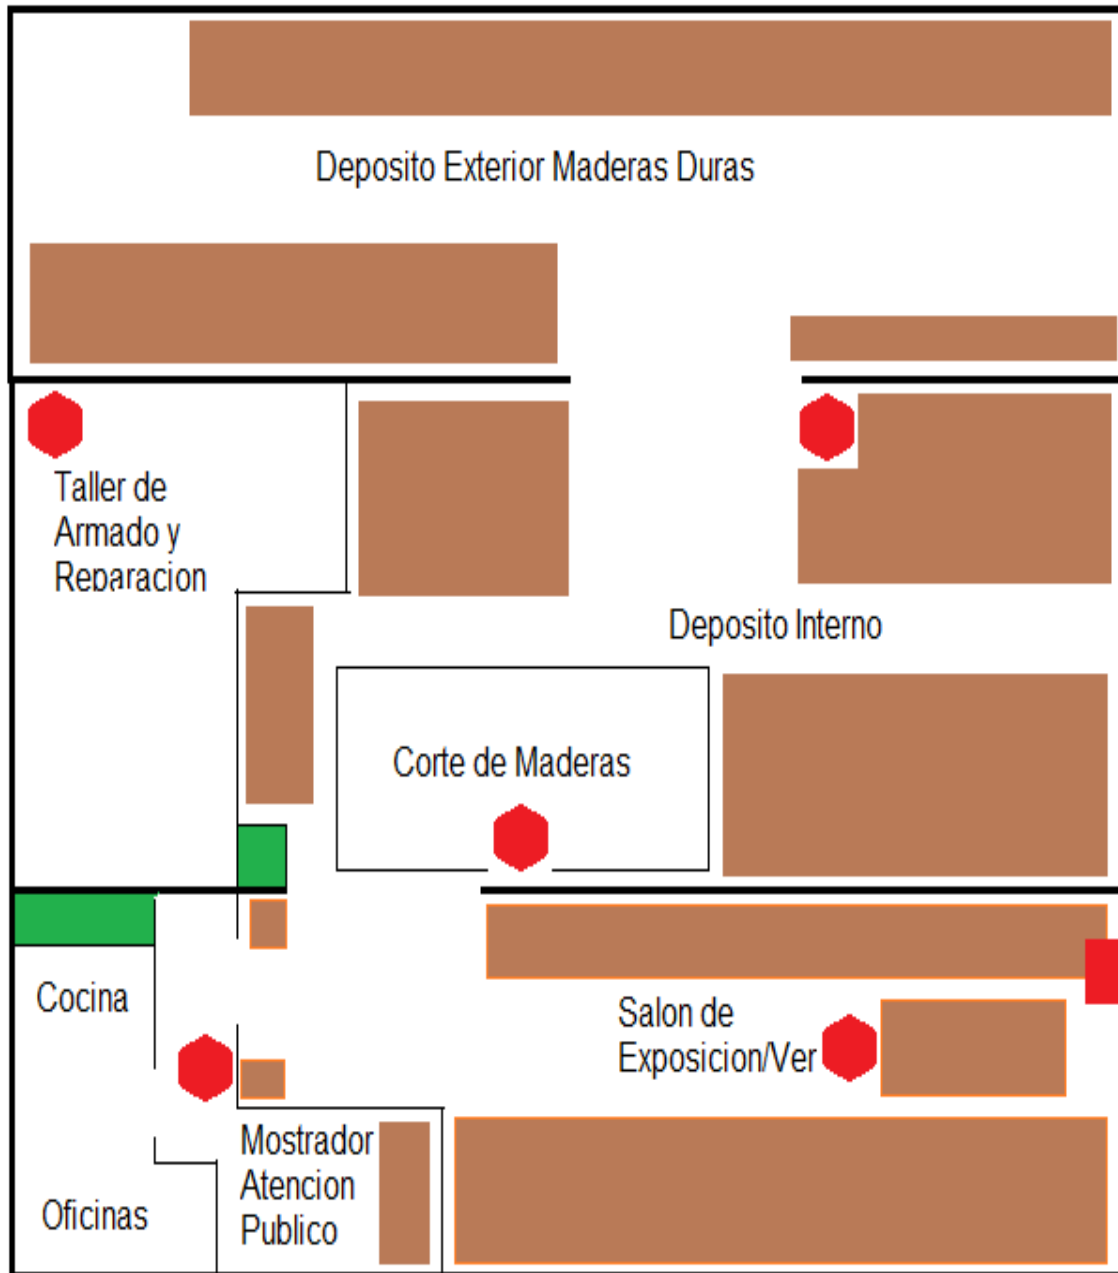 Deposito Exterior Maderas Duras
Taller de
Armado y
Reparacion
Deposito Interno
Corte de Maderas
Cocina
Salon de
Exposicion/Ver
Mostrador
Atencion
Publico
Oficinas